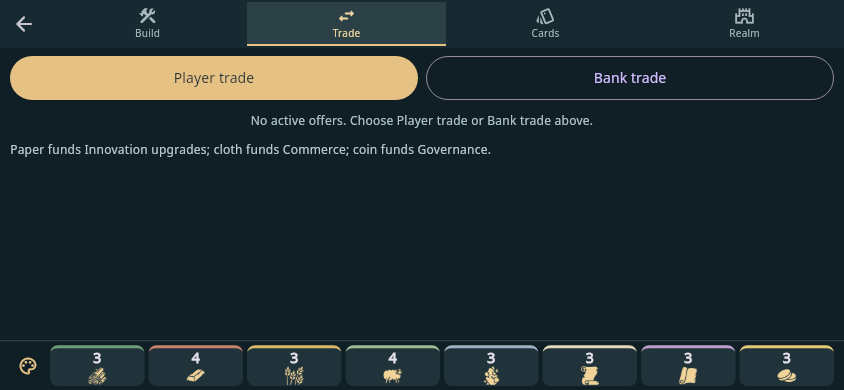 Build
Trade
Cards
Realm
Player trade
Bank trade
No active offers. Choose Player trade or Bank trade above.
Paper funds Innovation upgrades; cloth funds Commerce; coin funds Governance.
3
4
3
4
3
3
3
3